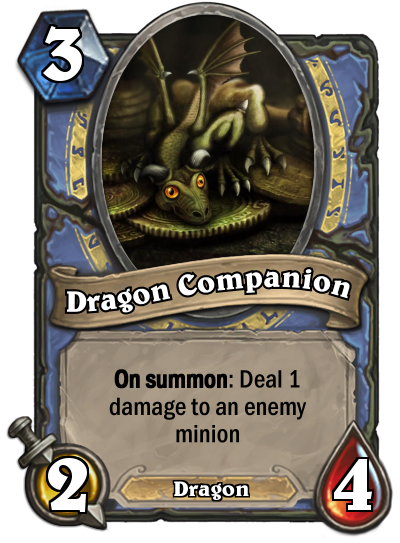 3
Dragon Companion
On summon: Deal 1
damage to an enemy
minion
2
Dragon
4